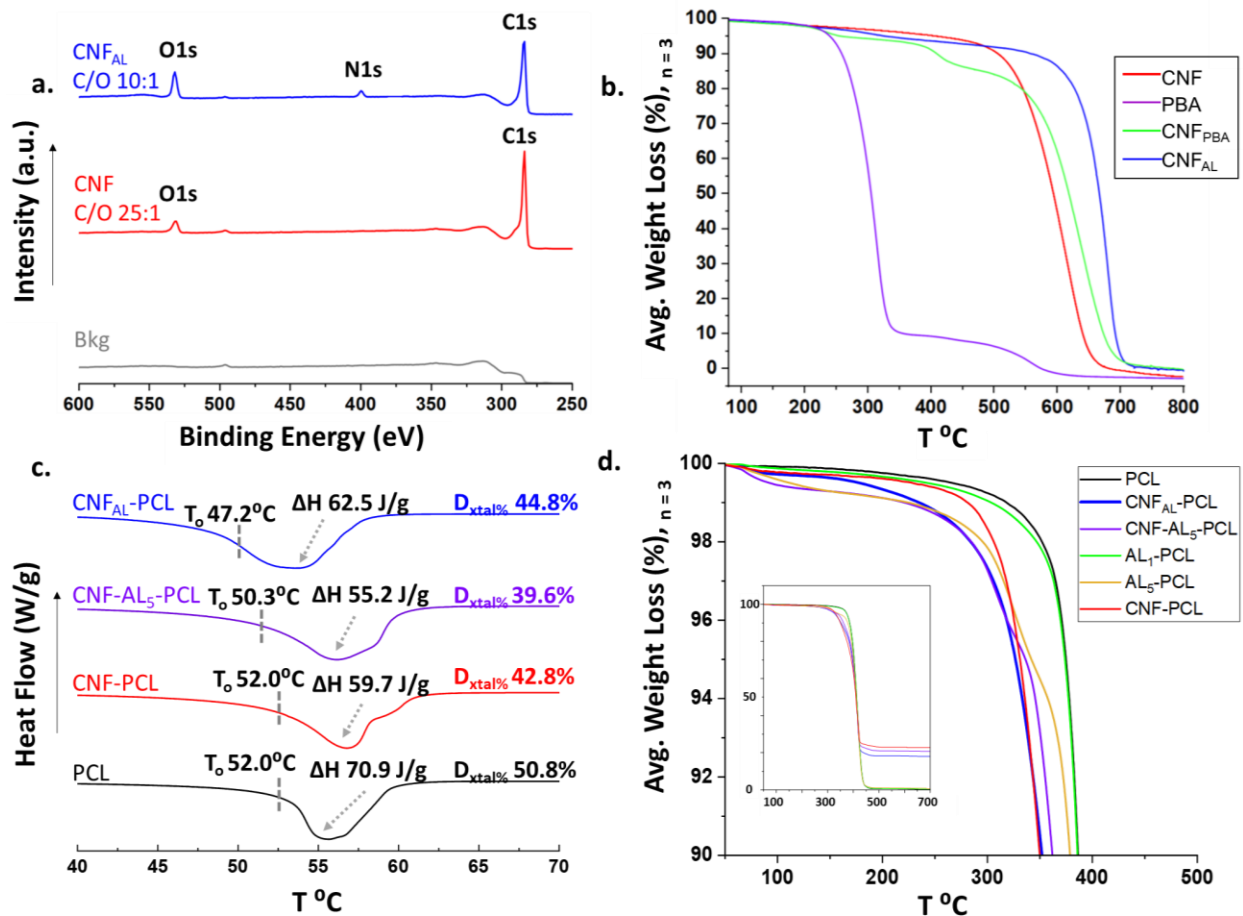 a.
CNF_AL
C/O 10:1
O1s
N1s
C1s
CNF
C/O 25:1
O1s
C1s
Bkg
Intensity (a.u.)
600 550 500 450 400 350 300 250
Binding Energy (eV)
b.
100
90
80
70
60
50
40
30
20
10
0
Avg. Weight Loss (%), n = 3
CNF
PBA
CNF_PBA
CNF_AL
100 200 300 400 500 600 700 800
T °C
c.
CNF_AL-PCL
T_o 47.2°C
ΔH 62.5 J/g
D_xtal% 44.8%
CNF-AL_5-PCL
T_o 50.3°C
ΔH 55.2 J/g
D_xtal% 39.6%
CNF-PCL
T_o 52.0°C
ΔH 59.7 J/g
D_xtal% 42.8%
PCL
T_o 52.0°C
ΔH 70.9 J/g
D_xtal% 50.8%
Heat Flow (W/g)
40 45 50 55 60 65 70
T °C
d.
100
98
96
94
92
90
Avg. Weight Loss (%), n = 3
PCL
CNF_AL-PCL
CNF-AL_5-PCL
AL_1-PCL
AL_5-PCL
CNF-PCL
100
50
0
100 300 500 700
100 200 300 400 500
T °C